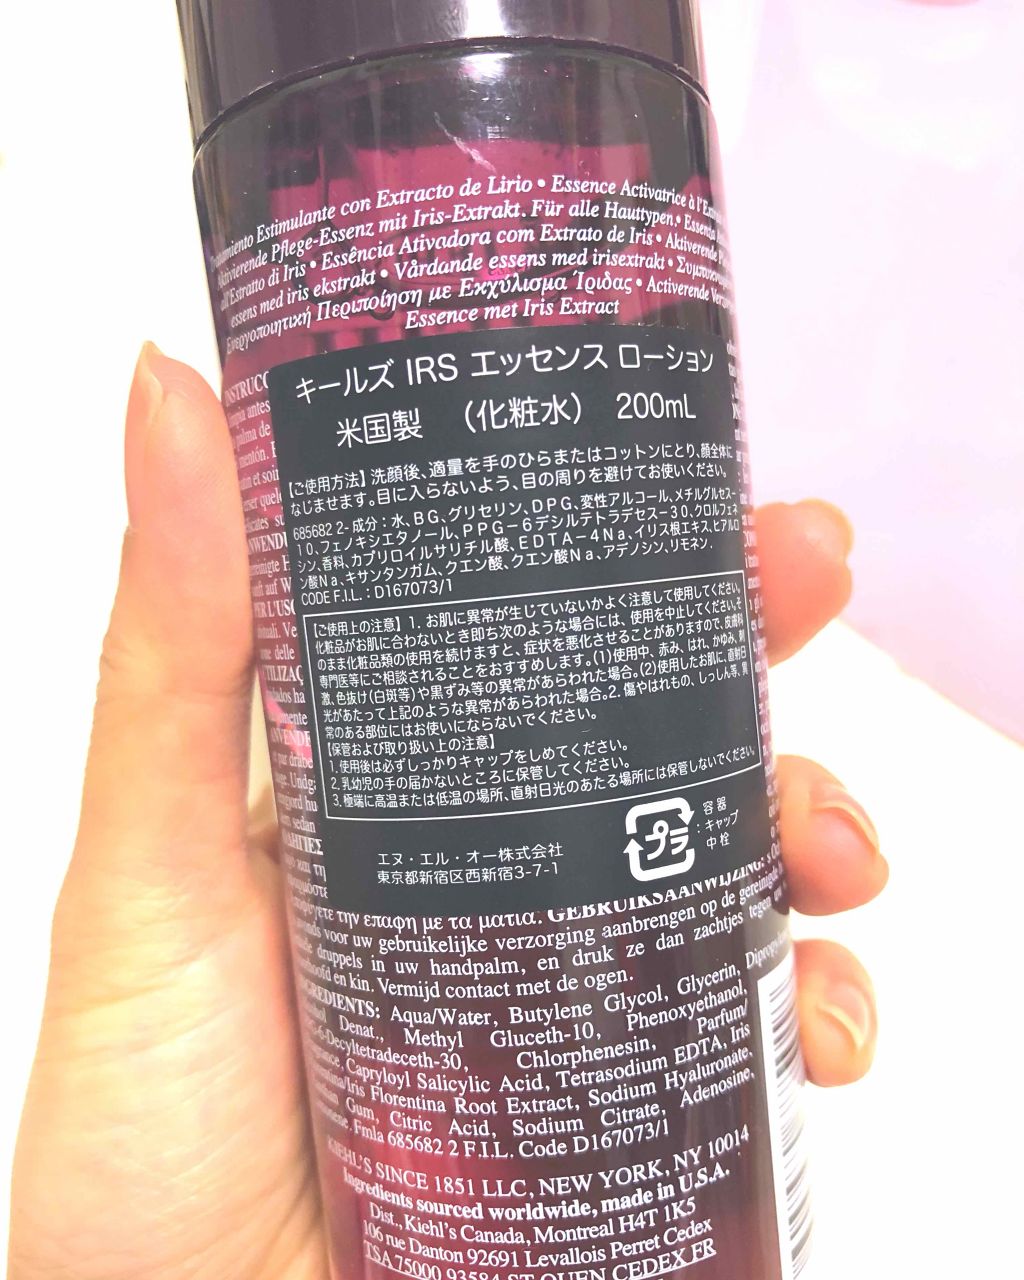 Estimulante con Extracto de Lirio • Essence Activatrice à
Pflege-Essenz mit Iris-Extrakt. Für alle Hauttypen.•
all'Estratto di Iris • Essência Ativadora com Extrato de Iris • Aktiverende
essens med iris ekstrakt • Vårdande essens med irisextrakt •
Ενεργοποιητική Περιποίηση με Εκχύλισμα Ίριδας • Activerende
Essence met Iris Extract
キールズ IRS エッセンス ローション
米国製 （化粧水） 200mL
【ご使用方法】洗顔後、適量を手のひらまたはコットンにとり、顔全体に
なじませます。目に入らないよう、目の周りを避けてお使いください。
685682 2- 成分：水、BG、グリセリン、DPG、変性アルコール、メチルグルセス-
10、フェノキシエタノール、PPG-6デシルテトラデセス-30、クロルフェネ
シン、香料、カプリロイルサリチル酸、EDTA-4Na、イリス根エキス、ヒアルロ
ン酸Na、キサンタンガム、クエン酸、クエン酸Na、アデノシン、リモネン.
CODE F.I.L. : D167073/1
【ご使用上の注意】1. お肌に異常が生じていないかよく注意して使用してください。
化粧品がお肌に合わないとき即ち次のような場合には、使用を中止してください。そ
のまま化粧品類の使用を続けますと、症状を悪化させることがありますので、皮膚科
専門医等にご相談されることをおすすめします。(1)使用中、赤み、はれ、かゆみ、刺
激、色抜け(白斑等)や黒ずみ等の異常があらわれた場合。(2)使用したお肌に、直射日
光があたって上記のような異常があらわれた場合。2. 傷やはれもの、しっしん等、異
常のある部位にはお使いにならないでください。
【保管および取り扱い上の注意】
1.使用後は必ずしっかりキャップをしめてください。
2.乳幼児の手の届かないところに保管してください。
3.極端に高温または低温の場所、直射日光のあたる場所には保管しないでください。
プラ
容器
：キャップ
中栓
エヌ・エル・オー株式会社
東京都新宿区西新宿3-7-1
την επαφή με τα μάτια. GEBRUIKSAANWIJZING:
voor uw gebruikelijke verzorging aanbrengen op de gereinigde
druppels in uw handpalm, en druk ze dan zachtjes tegen
en kin. Vermijd contact met de ogen.
INGREDIENTS: Aqua/Water, Butylene Glycol, Glycerin,
Denat., Methyl Gluceth-10, Phenoxyethanol,
Chlorphenesin, Parfum/
Capryloyl Salicylic Acid, Tetrasodium EDTA, Iris
Florentina Root Extract, Sodium Hyaluronate,
Gum, Citric Acid, Sodium Citrate, Adenosine,
Fmla 685682 2 F.I.L. Code D167073/1
KIEHL'S SINCE 1851 LLC, NEW YORK, NY 10014
Ingredients sourced worldwide, made in U.S.A.
Dist., Kiehl's Canada, Montreal H4T 1K5
106 rue Danton 92691 Levallois Perret Cedex
TSA 75000 93584 ST-OUEN CEDEX FR